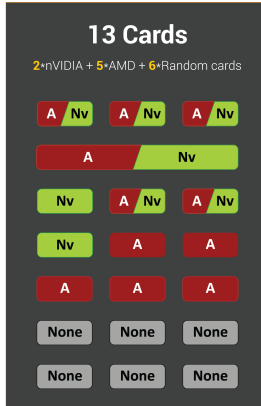 13 Cards
2*nVIDIA + 5*AMD + 6*Random cards
A Nv A Nv A Nv
A Nv
Nv A Nv A Nv
Nv A A
A A A
None None None
None None None